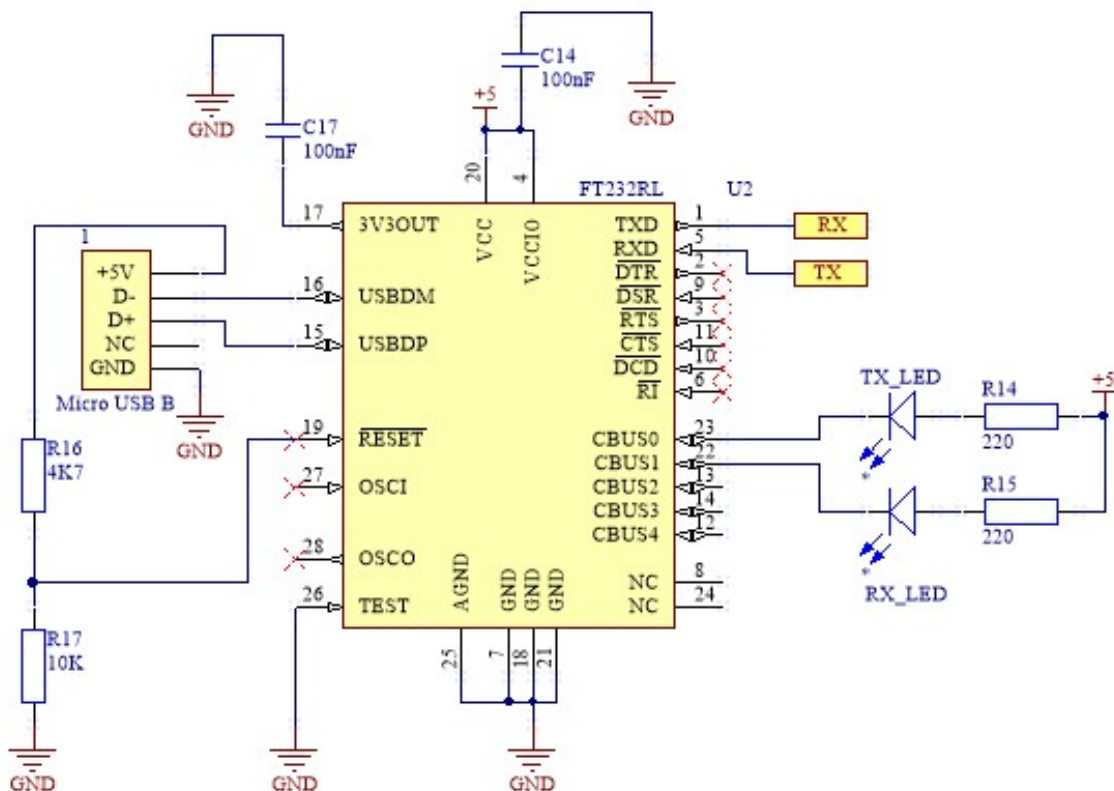 C14
100nF
+5
GND
GND
C17
100nF
20
4
FT232RL
U2
17
3V3OUT
VCC
VCCIO
TXD
1
RX
1
RXD
5
+5V
DTR
2
TX
D-
16
USBDM
DSR
9
D+
RTS
3
NC
15
USBDP
CTS
11
GND
DCD
10
RI
6
Micro USB B
GND
TX_LED
R14
+5
19
RESET
CBUS0
23
220
R16
4K7
CBUS1
22
27
OSCI
CBUS2
13
R15
CBUS3
14
CBUS4
12
220
28
OSCO
AGND
GND
GND
GND
NC
8
RX_LED
26
TEST
NC
24
R17
10K
25
7
18
21
GND
GND
GND